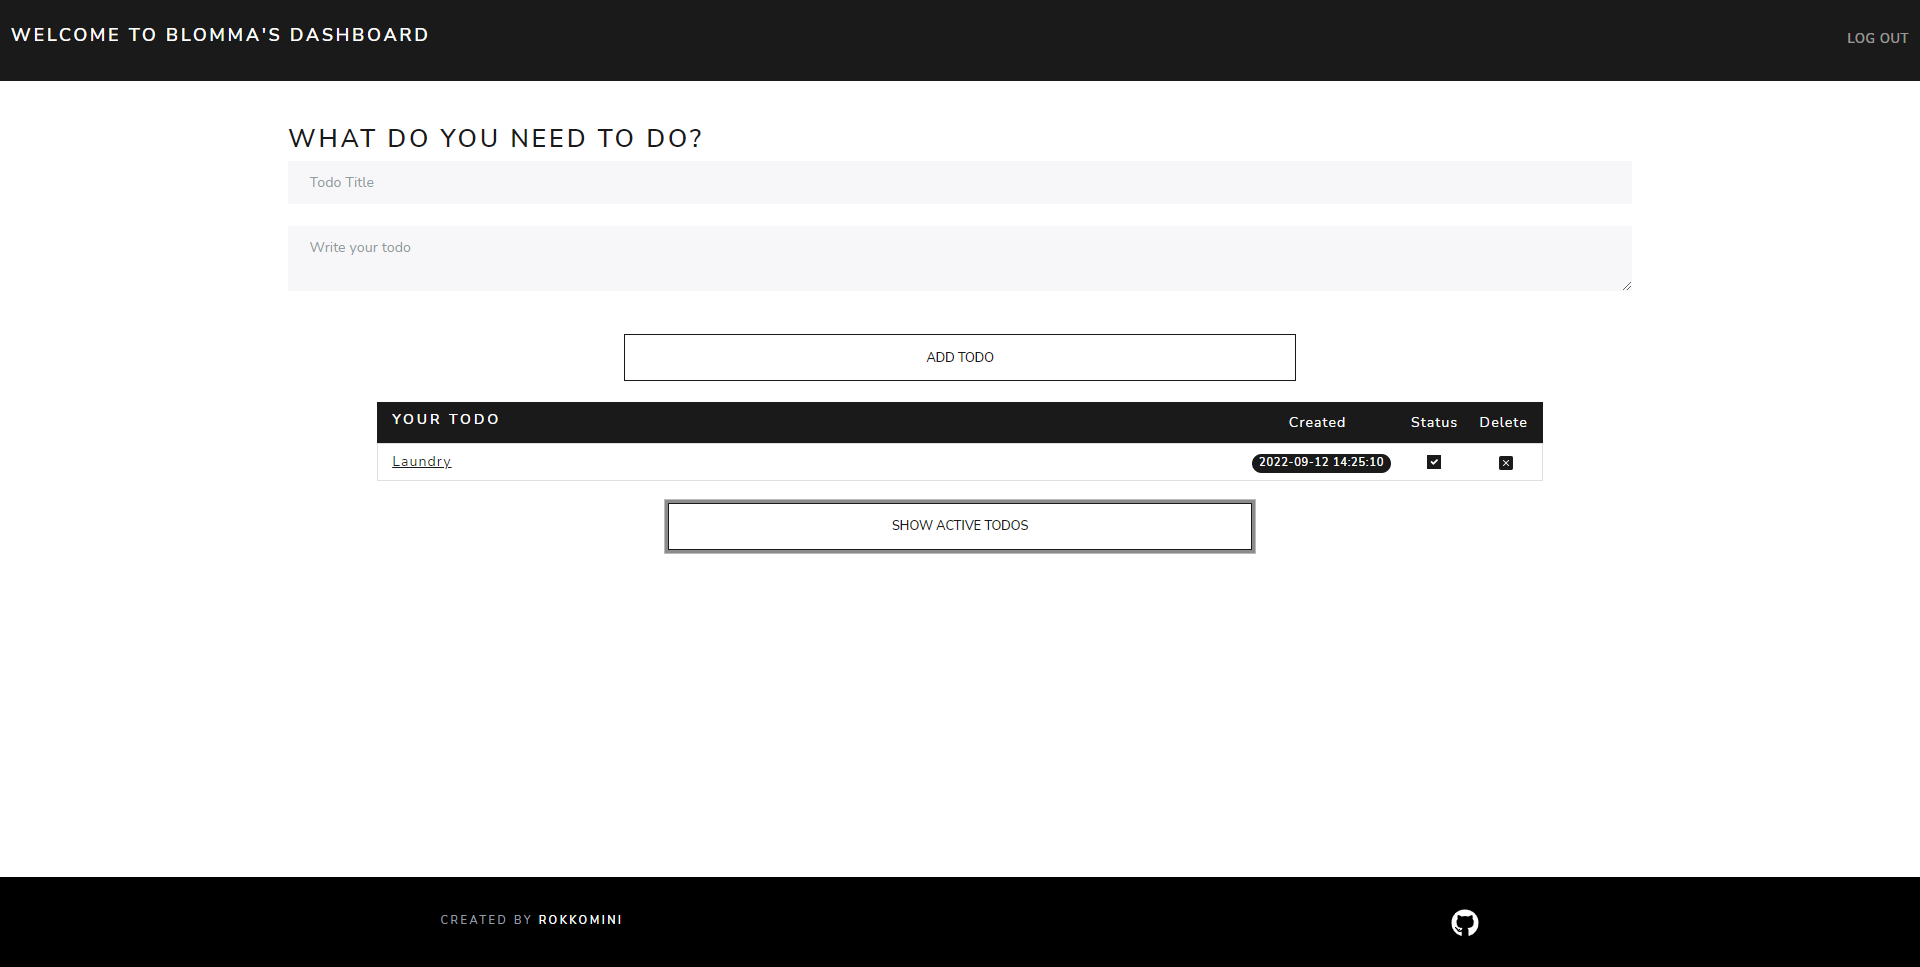 WELCOME TO BLOMMA'S DASHBOARD
LOG OUT
WHAT DO YOU NEED TO DO?
Todo Title
Write your todo
ADD TODO
YOUR TODO Created Status Delete
Laundry 2022-09-12 14:25:10
SHOW ACTIVE TODOS
CREATED BY ROKKOMINI